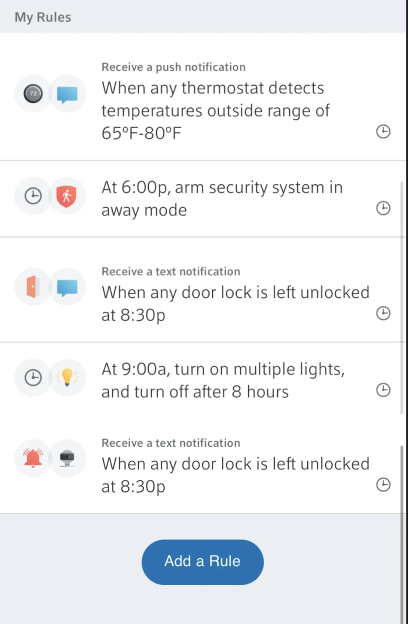 My Rules
Receive a push notification
When any thermostat detects
temperatures outside range of
65°F-80°F
At 6:00p, arm security system in
away mode
Receive a text notification
When any door lock is left unlocked
at 8:30p
At 9:00a, turn on multiple lights,
and turn off after 8 hours
Receive a text notification
When any door lock is left unlocked
at 8:30p
Add a Rule